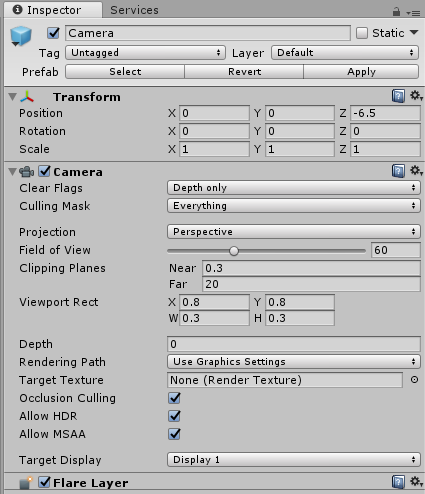 Inspector Services
Camera Static
Tag Untagged Layer Default
Prefab Select Revert Apply
Transform
Position X 0 Y 0 Z -6.5
Rotation X 0 Y 0 Z 0
Scale X 1 Y 1 Z 1
Camera
Clear Flags Depth only
Culling Mask Everything
Projection Perspective
Field of View 60
Clipping Planes Near 0.3
Far 20
Viewport Rect X 0.8 Y 0.8
W 0.3 H 0.3
Depth 0
Rendering Path Use Graphics Settings
Target Texture None (Render Texture)
Occlusion Culling
Allow HDR
Allow MSAA
Target Display Display 1
Flare Layer